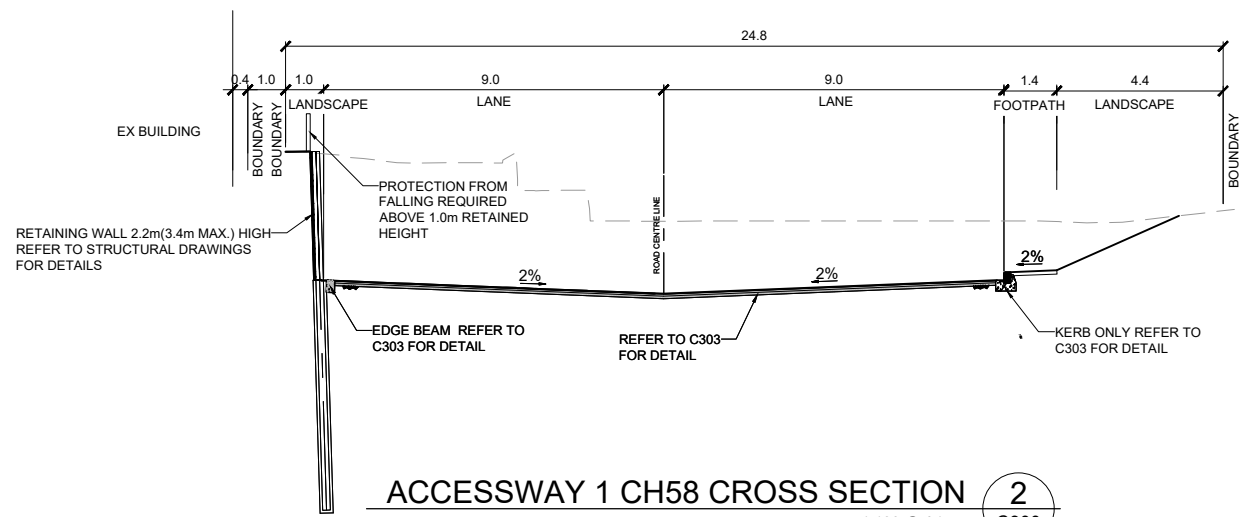 24.8
0.4 1.0 1.0 9.0 9.0 1.4 4.4
LANDSCAPE LANE LANE FOOTPATH LANDSCAPE
EX BUILDING
BOUNDARY
BOUNDARY
BOUNDARY
PROTECTION FROM
FALLING REQUIRED
ABOVE 1.0m RETAINED
HEIGHT
ROAD CENTRE LINE
RETAINING WALL 2.2m(3.4m MAX.) HIGH
REFER TO STRUCTURAL DRAWINGS
FOR DETAILS
2% 2% 2%
EDGE BEAM REFER TO
C303 FOR DETAIL
REFER TO C303
FOR DETAIL
KERB ONLY REFER TO
C303 FOR DETAIL
ACCESSWAY 1 CH58 CROSS SECTION
2